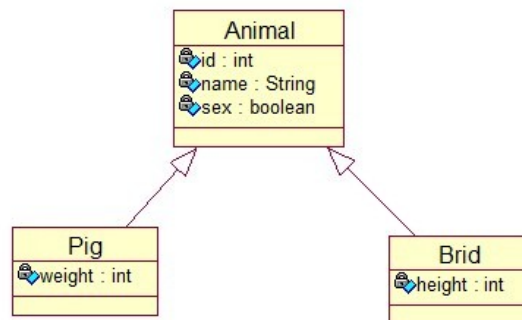 Animal
id : int
name : String
sex : boolean
Pig
weight : int
Brid
height : int